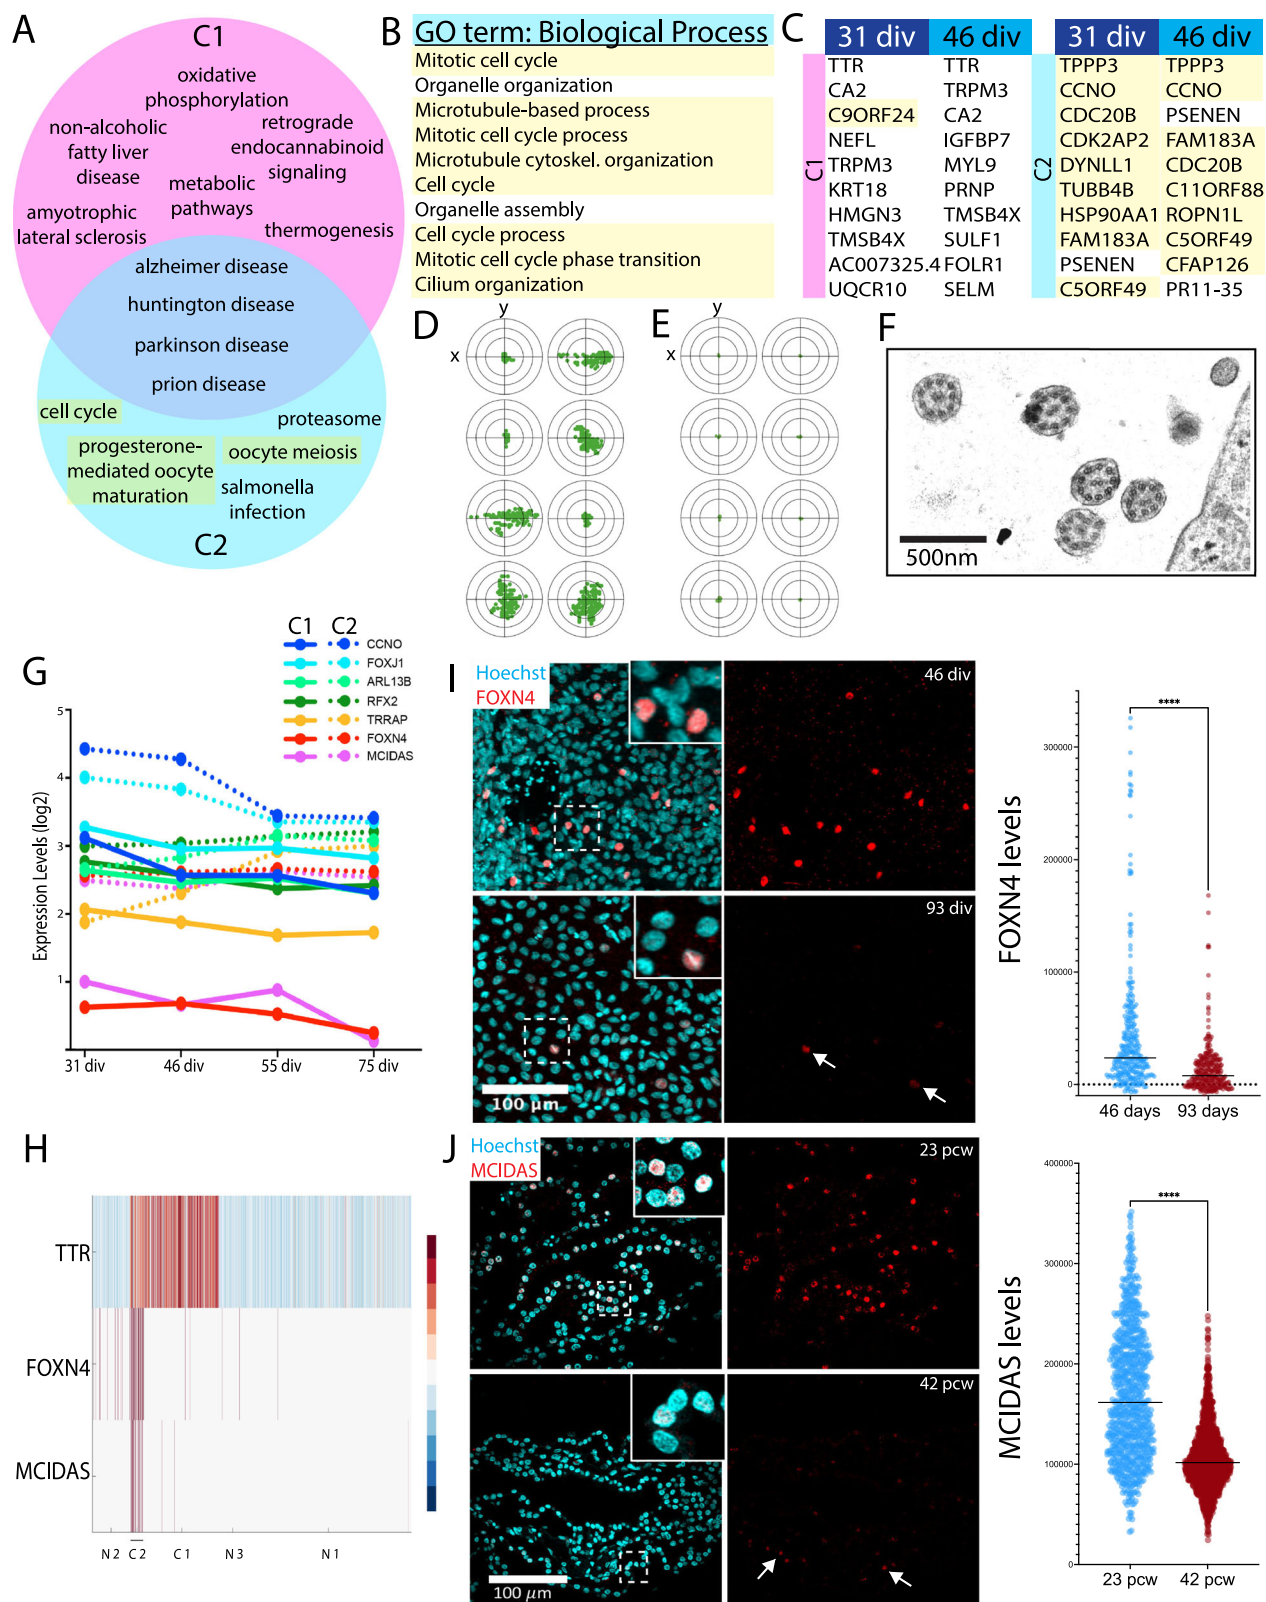 A
C1
oxidative
phosphorylation
non-alcoholic
fatty liver
disease
retrograde
endocannabinoid
signaling
metabolic
pathways
amyotrophic
lateral sclerosis
thermogenesis
alzheimer disease
huntington disease
parkinson disease
prion disease
cell cycle
proteasome
progesterone-
mediated oocyte
maturation
oocyte meiosis
salmonella
infection
C2
B
GO term: Biological Process
Mitotic cell cycle
Organelle organization
Microtubule-based process
Mitotic cell cycle process
Microtubule cytoskel. organization
Cell cycle
Organelle assembly
Cell cycle process
Mitotic cell cycle phase transition
Cilium organization
C
31 div 46 div 31 div 46 div
C1
C2
TTR TTR TPPP3 TPPP3
CA2 TRPM3 CCNO CCNO
C9ORF24 CA2 CDC20B PSENEN
NEFL IGFBP7 CDK2AP2 FAM183A
TRPM3 MYL9 DYNLL1 CDC20B
KRT18 PRNP TUBB4B C11ORF88
HMGN3 TMSB4X HSP90AA1 ROPN1L
TMSB4X SULF1 FAM183A C5ORF49
AC007325.4 FOLR1 PSENEN CFAP126
UQCR10 SELM C5ORF49 PR11-35
D
y
x
E
y
x
F
500nm
G
C1 C2
CCNO
FOXJ1
ARL13B
RFX2
TRRAP
FOXN4
MCIDAS
Expression Levels (log2)
5
4
3
2
1
31 div 46 div 55 div 75 div
H
TTR
FOXN4
MCIDAS
N 2 C 2 C 1 N 3 N 1
I
Hoechst
FOXN4
46 div
93 div
100 µm
FOXN4 levels
****
300000
200000
100000
0
46 days 93 days
J
Hoechst
MCIDAS
23 pcw
42 pcw
100 µm
MCIDAS levels
****
400000
300000
200000
100000
0
23 pcw 42 pcw